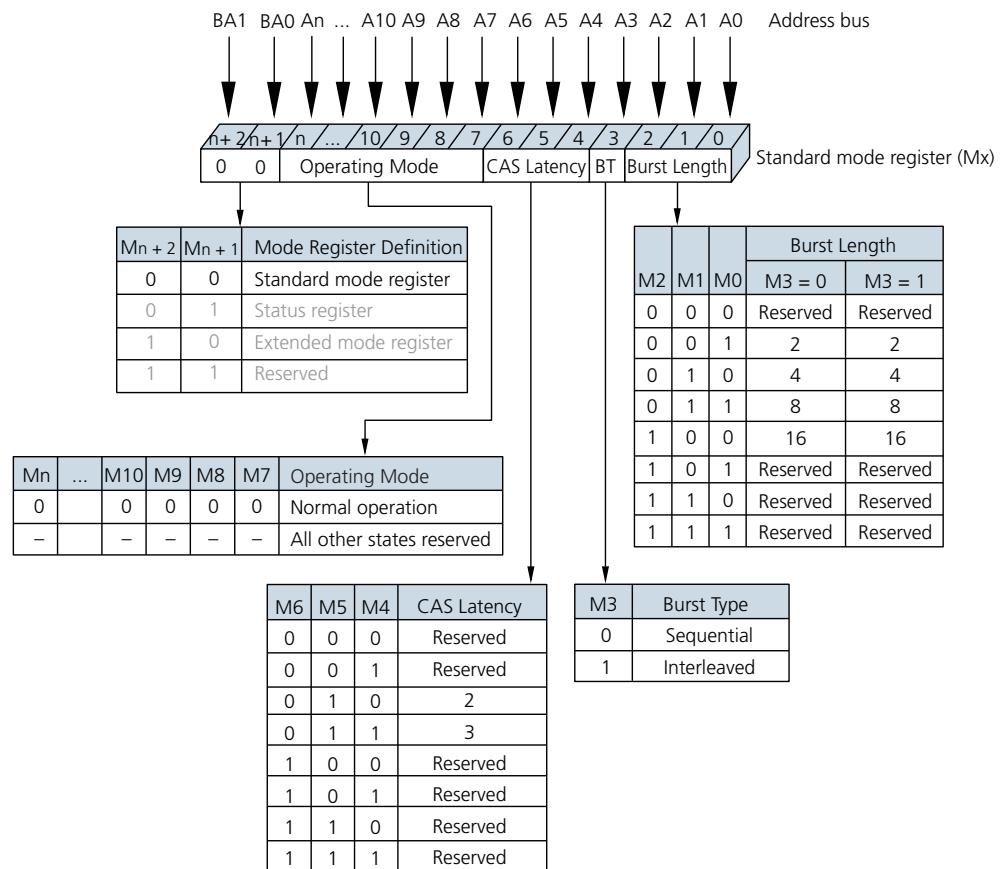 BA1 BA0 An ... A10 A9 A8 A7 A6 A5 A4 A3 A2 A1 A0 Address bus
n+ 2 n+ 1 n ... 10 9 8 7 6 5 4 3 2 1 0
0 0 Operating Mode CAS Latency BT Burst Length
Standard mode register (Mx)
Mn + 2 Mn + 1 Mode Register Definition
0 0 Standard mode register
0 1 Status register
1 0 Extended mode register
1 1 Reserved
Burst Length
M2 M1 M0 M3 = 0 M3 = 1
0 0 0 Reserved Reserved
0 0 1 2 2
0 1 0 4 4
0 1 1 8 8
1 0 0 16 16
1 0 1 Reserved Reserved
1 1 0 Reserved Reserved
1 1 1 Reserved Reserved
Mn ... M10 M9 M8 M7 Operating Mode
0 0 0 0 0 Normal operation
– – – – – All other states reserved
M6 M5 M4 CAS Latency
0 0 0 Reserved
0 0 1 Reserved
0 1 0 2
0 1 1 3
1 0 0 Reserved
1 0 1 Reserved
1 1 0 Reserved
1 1 1 Reserved
M3 Burst Type
0 Sequential
1 Interleaved